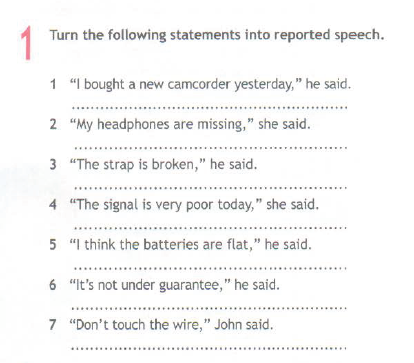 1 Turn the following statements into reported speech.
1 “I bought a new camcorder yesterday,” he said.
2 “My headphones are missing,” she said.
3 “The strap is broken,” he said.
4 “The signal is very poor today,” she said.
5 “I think the batteries are flat,” he said.
6 “It’s not under guarantee,” he said.
7 “Don’t touch the wire,” John said.